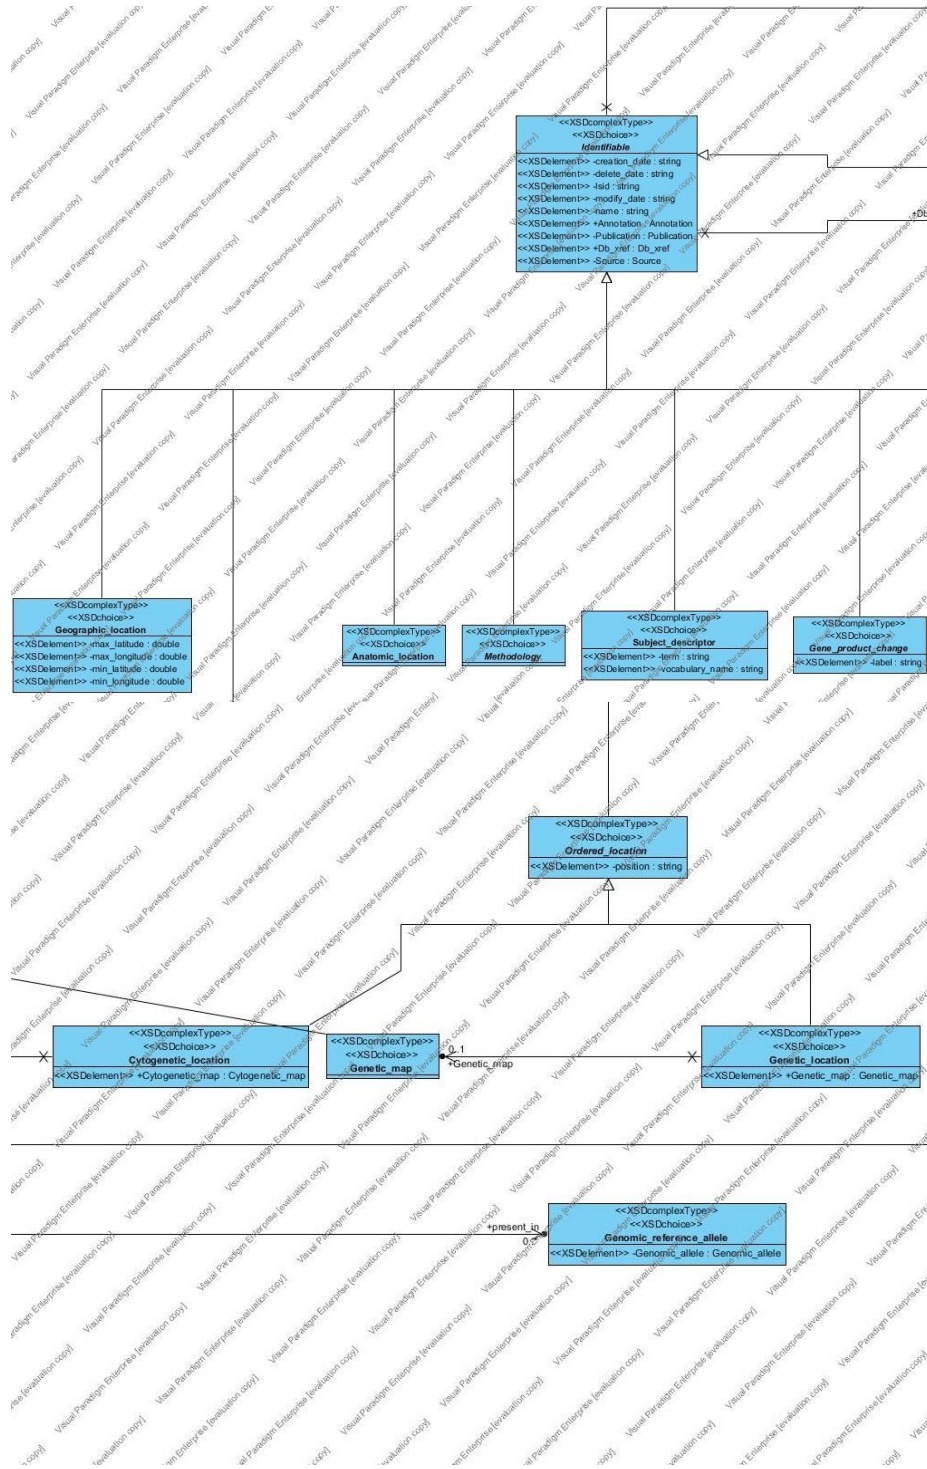 <<XSDcomplexType>>
<<XSDchoice>>
Identifiable
<<XSDelement>> -creation_date : string
<<XSDelement>> -delete_date : string
<<XSDelement>> -lsid : string
<<XSDelement>> -modify_date : string
<<XSDelement>> -name : string
<<XSDelement>> +Annotation : Annotation
<<XSDelement>> -Publication : Publication
<<XSDelement>> +Db_xref : Db_xref
<<XSDelement>> -Source : Source
+Db
<<XSDcomplexType>>
<<XSDchoice>>
Geographic_location
<<XSDelement>> -max_latitude : double
<<XSDelement>> -max_longitude : double
<<XSDelement>> -min_latitude : double
<<XSDelement>> -min_longitude : double
<<XSDcomplexType>>
<<XSDchoice>>
Anatomic_location
<<XSDcomplexType>>
<<XSDchoice>>
Methodology
<<XSDcomplexType>>
<<XSDchoice>>
Subject_descriptor
<<XSDelement>> -term : string
<<XSDelement>> -vocabulary_name : string
<<XSDcomplexType>>
<<XSDchoice>>
Gene_product_change
<<XSDelement>> -label : string
<<XSDcomplexType>>
<<XSDchoice>>
Ordered_location
<<XSDelement>> -position : string
<<XSDcomplexType>>
<<XSDchoice>>
Cytogenetic_location
<<XSDelement>> +Cytogenetic_map : Cytogenetic_map
<<XSDcomplexType>>
<<XSDchoice>>
Genetic_map
0..1
+Genetic_map
<<XSDcomplexType>>
<<XSDchoice>>
Genetic_location
<<XSDelement>> +Genetic_map : Genetic_map
+present_in
<<XSDcomplexType>>
<<XSDchoice>>
Genomic_reference_allele
<<XSDelement>> -Genomic_allele : Genomic_allele
Visual Paradigm Enterprise [evaluation copy]